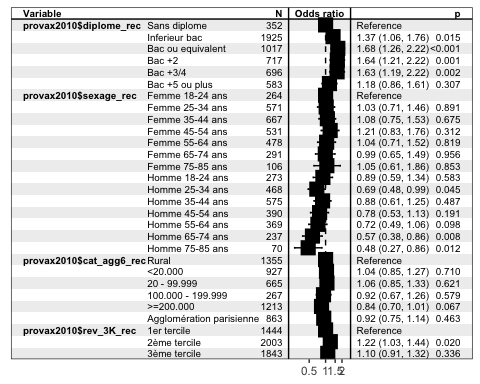 Variable N Odds ratio p
provax2010$diplome_rec Sans diplome 352 Reference
Inferieur bac 1925 1.37 (1.06, 1.76) 0.015
Bac ou equivalent 1017 1.68 (1.26, 2.22) <0.001
Bac +2 717 1.64 (1.21, 2.22) 0.001
Bac +3/4 696 1.63 (1.19, 2.22) 0.002
Bac +5 ou plus 583 1.18 (0.86, 1.61) 0.307
provax2010$sexage_rec Femme 18-24 ans 264 Reference
Femme 25-34 ans 571 1.03 (0.71, 1.46) 0.891
Femme 35-44 ans 667 1.08 (0.75, 1.53) 0.675
Femme 45-54 ans 531 1.21 (0.83, 1.76) 0.312
Femme 55-64 ans 478 1.04 (0.71, 1.52) 0.819
Femme 65-74 ans 291 0.99 (0.65, 1.49) 0.956
Femme 75-85 ans 106 1.05 (0.61, 1.86) 0.853
Homme 18-24 ans 273 0.89 (0.59, 1.34) 0.583
Homme 25-34 ans 468 0.69 (0.48, 0.99) 0.045
Homme 35-44 ans 575 0.88 (0.61, 1.25) 0.487
Homme 45-54 ans 390 0.78 (0.53, 1.13) 0.191
Homme 55-64 ans 369 0.72 (0.49, 1.06) 0.098
Homme 65-74 ans 237 0.57 (0.38, 0.86) 0.008
Homme 75-85 ans 70 0.48 (0.27, 0.86) 0.012
provax2010$cat_agg6_rec Rural 1355 Reference
<20.000 927 1.04 (0.85, 1.27) 0.710
20 - 99.999 665 1.06 (0.85, 1.33) 0.621
100.000 - 199.999 267 0.92 (0.67, 1.26) 0.579
>=200.000 1213 0.84 (0.70, 1.01) 0.067
Agglomération parisienne 863 0.92 (0.75, 1.14) 0.463
provax2010$rev_3K_rec 1er tercile 1444 Reference
2ème tercile 2003 1.22 (1.03, 1.44) 0.020
3ème tercile 1843 1.10 (0.91, 1.32) 0.336
0.5 1 1.5 2